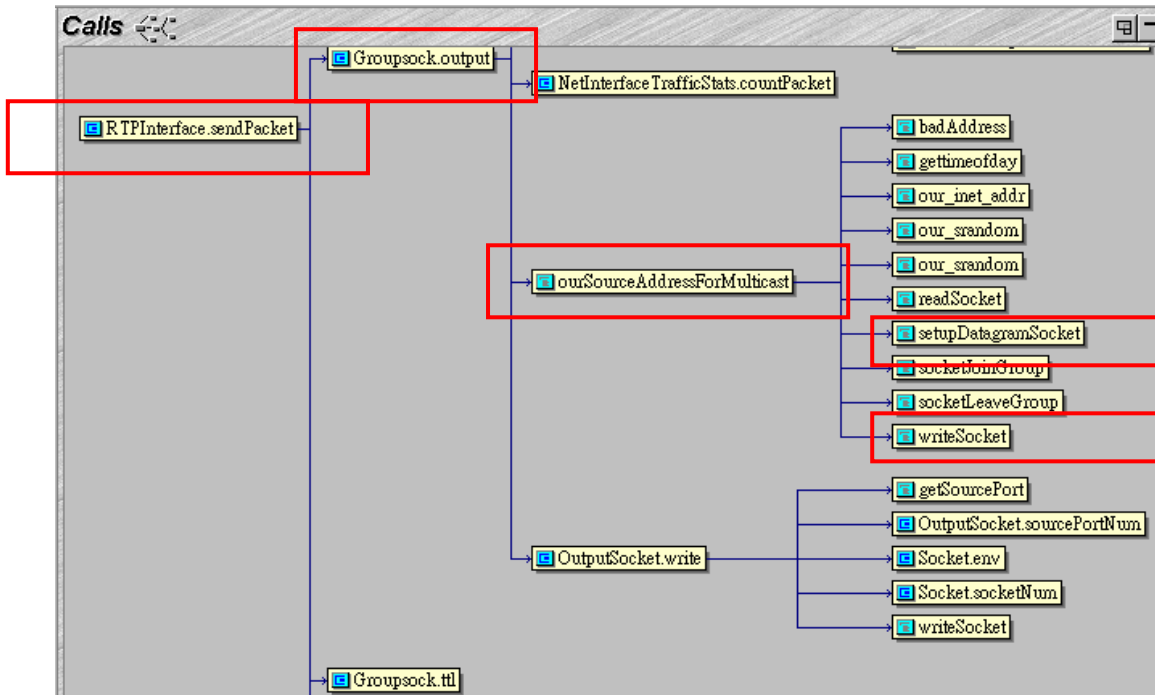 Calls
Groupsock.output
NetInterfaceTrafficStats.countPacket
RTPInterface.sendPacket
badAddress
gettimeofday
our_inet_addr
our_srandom
our_srandom
ourSourceAddressForMulticast
readSocket
setupDatagramSocket
socketJoinGroup
socketLeaveGroup
writeSocket
getSourcePort
OutputSocket.sourcePortNum
OutputSocket.write
Socket.env
Socket.socketNum
writeSocket
Groupsock.ttl